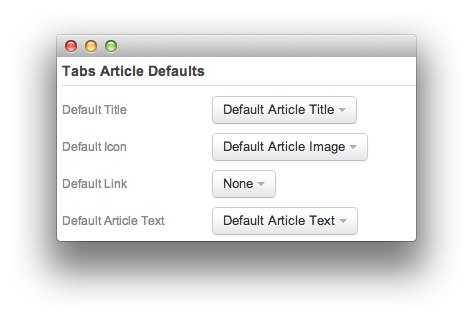 Tabs Article Defaults
Default Title Default Article Title
Default Icon Default Article Image
Default Link None
Default Article Text Default Article Text